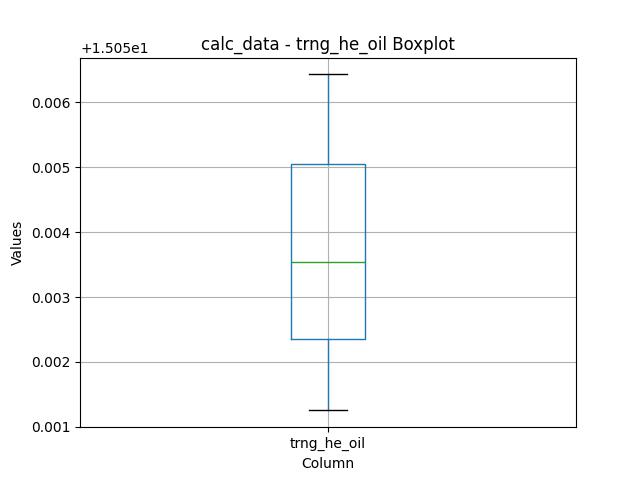 calc_data - trng_he_oil Boxplot
+1.505e1
0.006
0.005
0.004
0.003
0.002
0.001
Values
trng_he_oil
Column